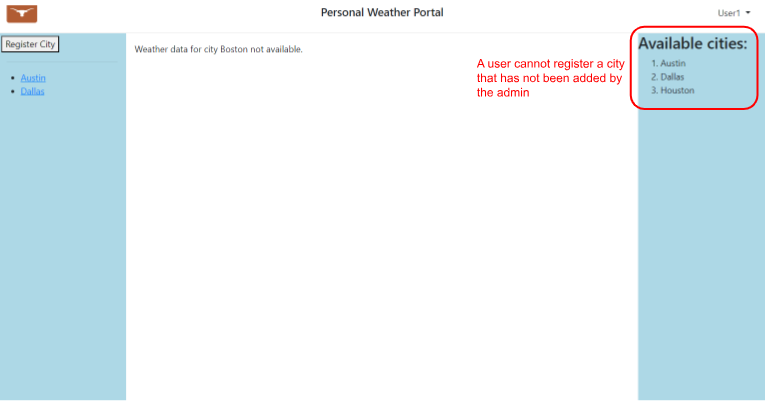 Personal Weather Portal
User1
Register City
Austin
Dallas
Weather data for city Boston not available.
A user cannot register a city
that has not been added by
the admin
Available cities:
1. Austin
2. Dallas
3. Houston